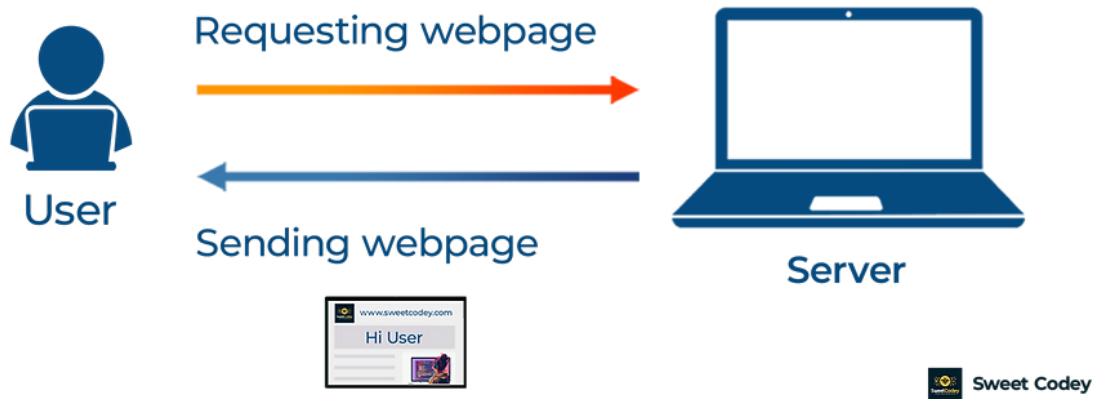 Requesting webpage
User
Sending webpage
Server
www.sweetcodey.com
Hi User
Sweet Codey